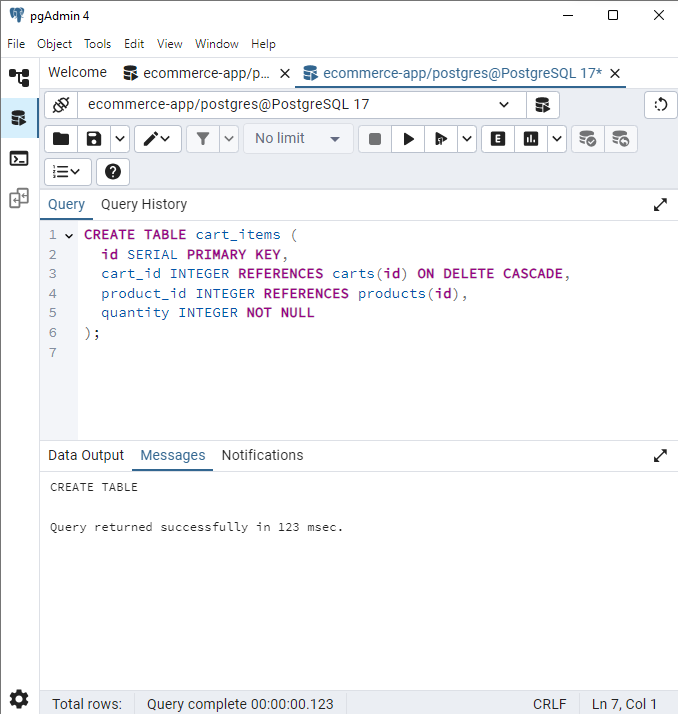 pgAdmin 4
File Object Tools Edit View Window Help
Welcome ecommerce-app/p... ecommerce-app/postgres@PostgreSQL 17*
ecommerce-app/postgres@PostgreSQL 17
No limit
E
Query Query History
1 CREATE TABLE cart_items (
2 id SERIAL PRIMARY KEY,
3 cart_id INTEGER REFERENCES carts(id) ON DELETE CASCADE,
4 product_id INTEGER REFERENCES products(id),
5 quantity INTEGER NOT NULL
6 );
7
Data Output Messages Notifications
CREATE TABLE
Query returned successfully in 123 msec.
Total rows: Query complete 00:00:00.123 CRLF Ln 7, Col 1